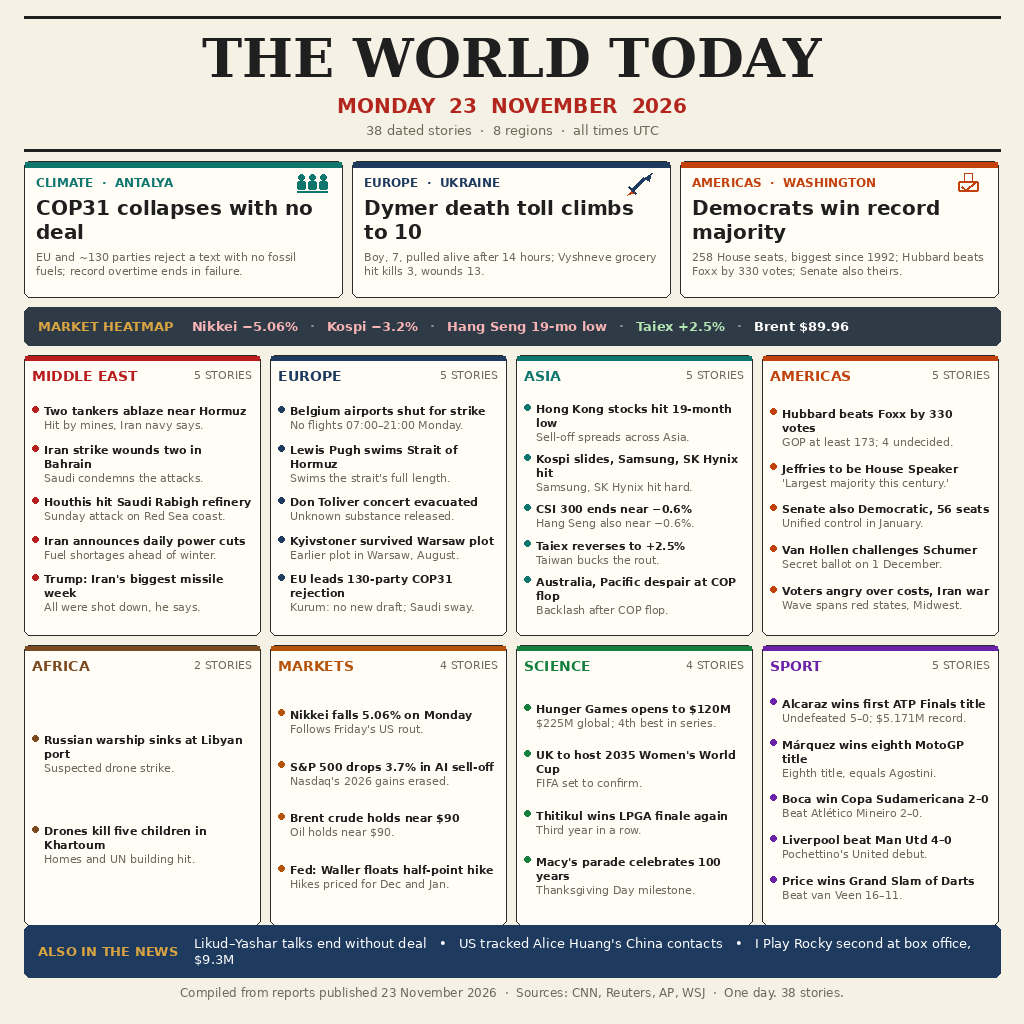 THE WORLD TODAY
MONDAY 23 NOVEMBER 2026
38 dated stories · 8 regions · all times UTC
CLIMATE · ANTALYA
COP31 collapses with no
deal
EU and ~130 parties reject a text with no fossil
fuels; record overtime ends in failure.
EUROPE · UKRAINE
Dymer death toll climbs
to 10
Boy, 7, pulled alive after 14 hours; Vyshneve grocery
hit kills 3, wounds 13.
AMERICAS · WASHINGTON
Democrats win record
majority
258 House seats, biggest since 1992; Hubbard beats
Foxx by 330 votes; Senate also theirs.
MARKET HEATMAP Nikkei −5.06% · Kospi −3.2% · Hang Seng 19-mo low · Taiex +2.5% · Brent $89.96
MIDDLE EAST 5 STORIES
Two tankers ablaze near Hormuz
Hit by mines, Iran navy says.
Iran strike wounds two in
Bahrain
Saudi condemns the attacks.
Houthis hit Saudi Rabigh refinery
Sunday attack on Red Sea coast.
Iran announces daily power cuts
Fuel shortages ahead of winter.
Trump: Iran's biggest missile
week
All were shot down, he says.
EUROPE 5 STORIES
Belgium airports shut for strike
No flights 07:00–21:00 Monday.
Lewis Pugh swims Strait of
Hormuz
Swims the strait's full length.
Don Toliver concert evacuated
Unknown substance released.
Kyivstoner survived Warsaw plot
Earlier plot in Warsaw, August.
EU leads 130-party COP31
rejection
Kurum: no new draft; Saudi sway.
ASIA 5 STORIES
Hong Kong stocks hit 19-month
low
Sell-off spreads across Asia.
Kospi slides, Samsung, SK Hynix
hit
Samsung, SK Hynix hit hard.
CSI 300 ends near −0.6%
Hang Seng also near −0.6%.
Taiex reverses to +2.5%
Taiwan bucks the rout.
Australia, Pacific despair at COP
flop
Backlash after COP flop.
AMERICAS 5 STORIES
Hubbard beats Foxx by 330
votes
GOP at least 173; 4 undecided.
Jeffries to be House Speaker
'Largest majority this century.'
Senate also Democratic, 56 seats
Unified control in January.
Van Hollen challenges Schumer
Secret ballot on 1 December.
Voters angry over costs, Iran war
Wave spans red states, Midwest.
AFRICA 2 STORIES
Russian warship sinks at Libyan
port
Suspected drone strike.
Drones kill five children in
Khartoum
Homes and UN building hit.
MARKETS 4 STORIES
Nikkei falls 5.06% on Monday
Follows Friday's US rout.
S&P 500 drops 3.7% in AI sell-off
Nasdaq's 2026 gains erased.
Brent crude holds near $90
Oil holds near $90.
Fed: Waller floats half-point hike
Hikes priced for Dec and Jan.
SCIENCE 4 STORIES
Hunger Games opens to $120M
$225M global; 4th best in series.
UK to host 2035 Women's World
Cup
FIFA set to confirm.
Thitikul wins LPGA finale again
Third year in a row.
Macy's parade celebrates 100
years
Thanksgiving Day milestone.
SPORT 5 STORIES
Alcaraz wins first ATP Finals title
Undefeated 5–0; $5.171M record.
Márquez wins eighth MotoGP
title
Eighth title, equals Agostini.
Boca win Copa Sudamericana 2–0
Beat Atlético Mineiro 2–0.
Liverpool beat Man Utd 4–0
Pochettino's United debut.
Price wins Grand Slam of Darts
Beat van Veen 16–11.
ALSO IN THE NEWS Likud–Yashar talks end without deal • US tracked Alice Huang's China contacts • I Play Rocky second at box office,
$9.3M
Compiled from reports published 23 November 2026 · Sources: CNN, Reuters, AP, WSJ · One day. 38 stories.